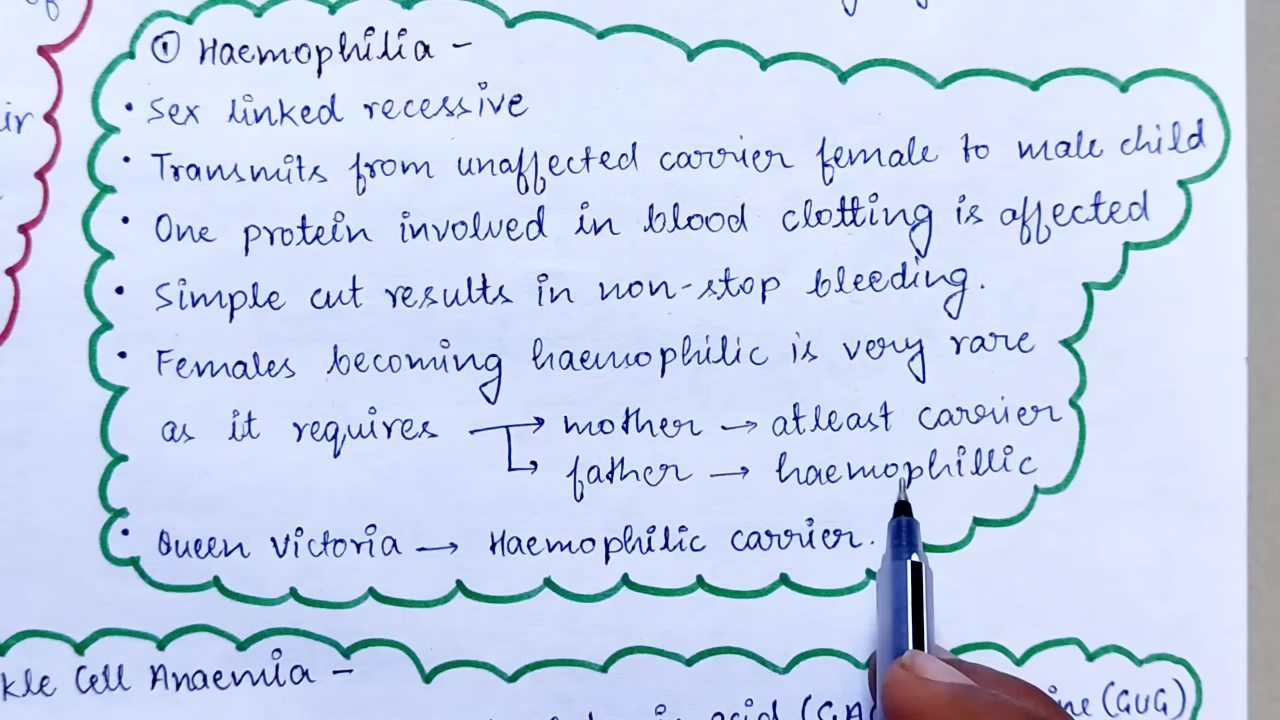 ① Haemophilia -
• Sex linked recessive
• Transmits from unaffected carrier female to male child
• One protein involved in blood clotting is affected
• Simple cut results in non-stop bleeding.
• Females becoming haemophilic is very rare
as it requires → mother → atleast carrier
→ father → haemophillic
• Queen Victoria → Haemophilic carrier.
kle Cell Anaemia -
acid (GA
ine (GUG)